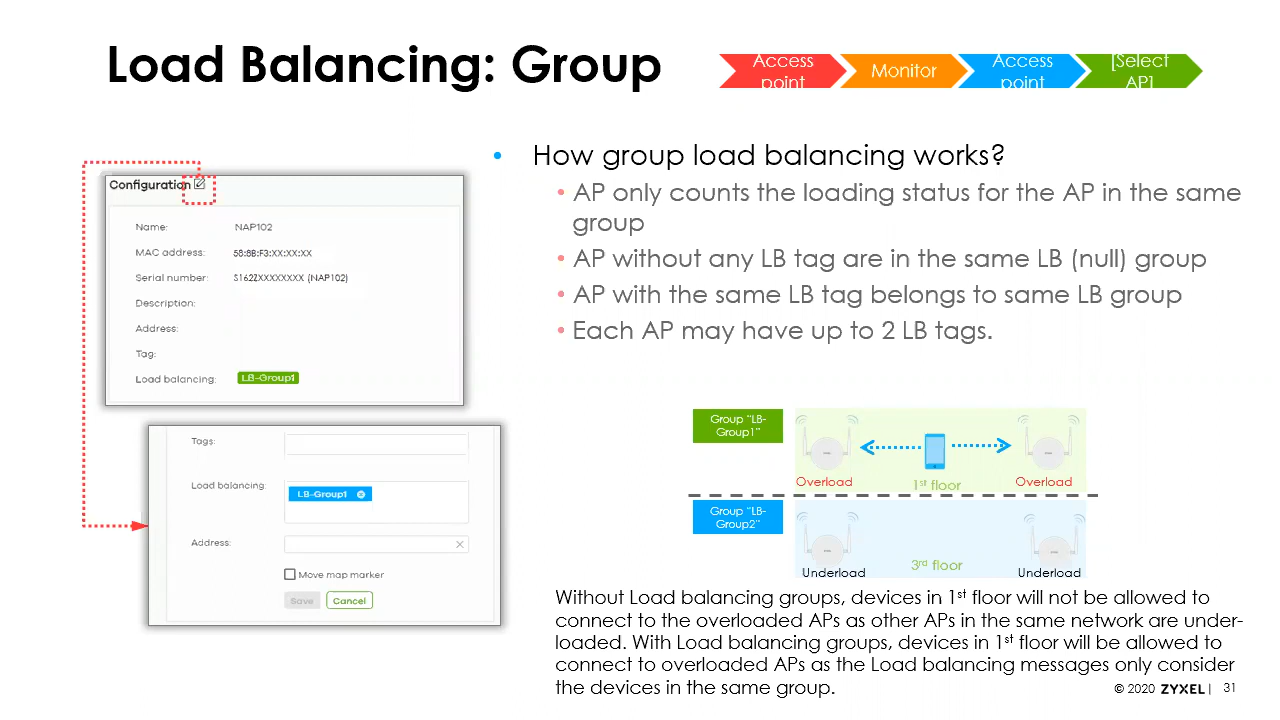 Load Balancing: Group
Access
point
Monitor
Access
point
[Select
AP]
Configuration
Name: NAP102
MAC address: 58:8B:F3:XX:XX:XX
Serial number: S162ZXXXXXXXX (NAP102)
Description:
Address:
Tag:
Load balancing: LB-Group1
Tags:
Load balancing: LB-Group1
Address:
Move map marker
Save Cancel
• How group load balancing works?
• AP only counts the loading status for the AP in the same
group
• AP without any LB tag are in the same LB (null) group
• AP with the same LB tag belongs to same LB group
• Each AP may have up to 2 LB tags.
Group “LB-
Group1”
Overload
1st floor
Overload
Group “LB-
Group2”
Underload
3rd floor
Underload
Without Load balancing groups, devices in 1st floor will not be allowed to
connect to the overloaded APs as other APs in the same network are under-
loaded. With Load balancing groups, devices in 1st floor will be allowed to
connect to overloaded APs as the Load balancing messages only consider
the devices in the same group.
© 2020 ZYXEL | 31